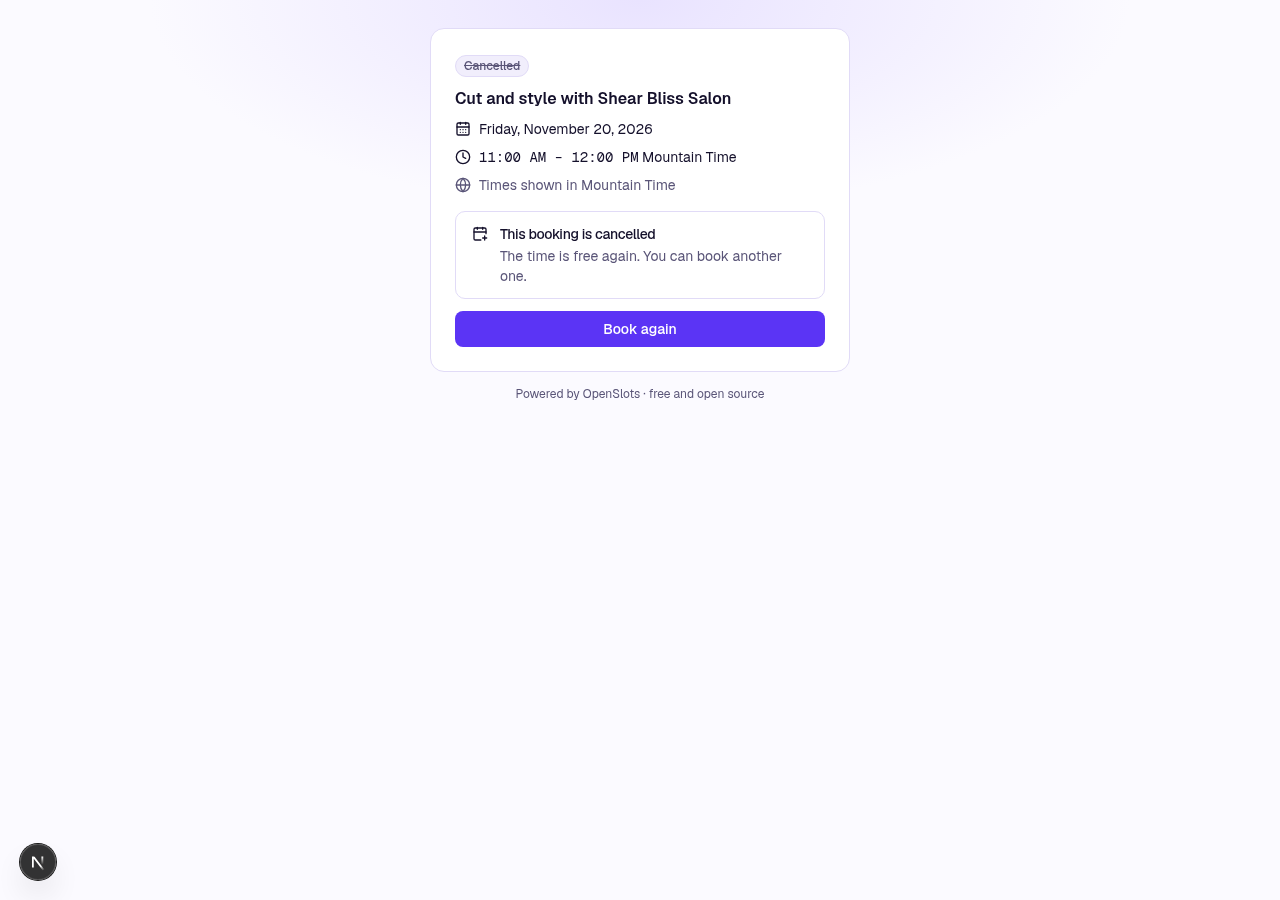 Cancelled
Cut and style with Shear Bliss Salon
Friday, November 20, 2026
11:00 AM – 12:00 PM Mountain Time
Times shown in Mountain Time
This booking is cancelled
The time is free again. You can book another
one.
Book again
Powered by OpenSlots · free and open source
N